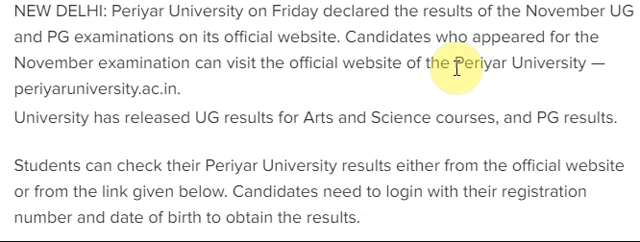 NEW DELHI: Periyar University on Friday declared the results of the November UG
and PG examinations on its official website. Candidates who appeared for the
November examination can visit the official website of the Periyar University —
periyaruniversity.ac.in.
University has released UG results for Arts and Science courses, and PG results.
Students can check their Periyar University results either from the official website
or from the link given below. Candidates need to login with their registration
number and date of birth to obtain the results.